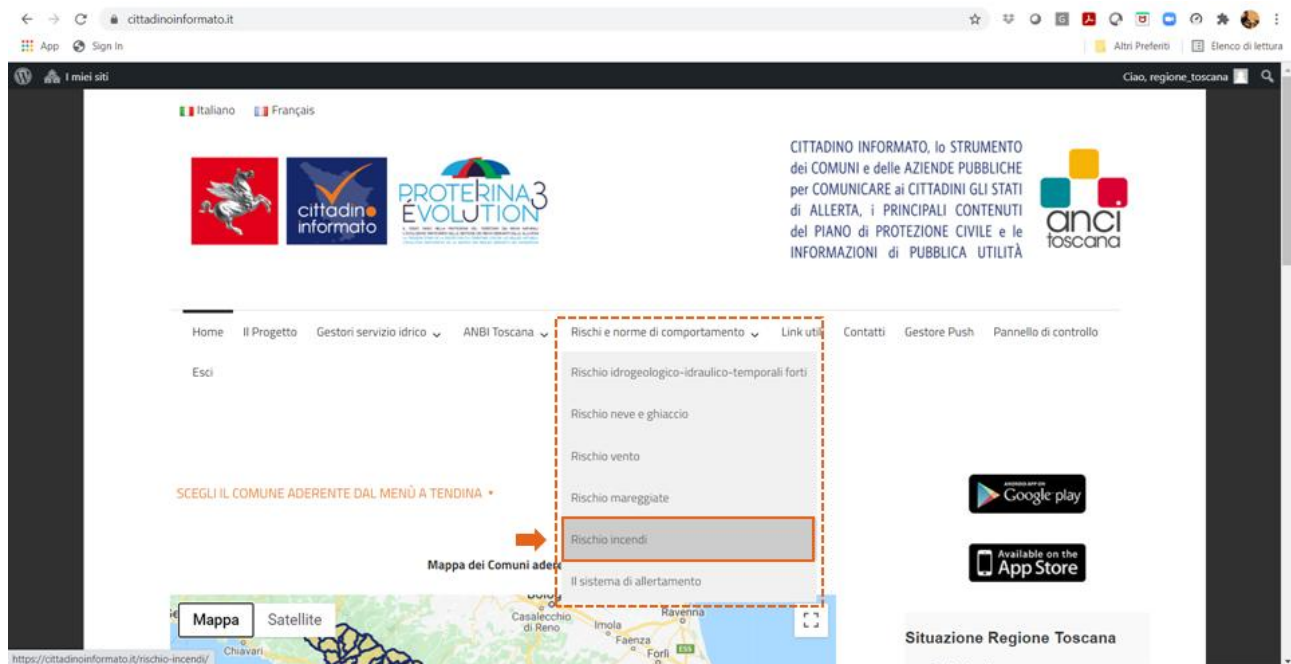 cittadinoinformato.it
App Sign In
Altri Preferiti Elenco di lettura
I miei siti
Ciao, regione_toscana
Italiano Français
CITTADINO INFORMATO, lo STRUMENTO
dei COMUNI e delle AZIENDE PUBBLICHE
per COMUNICARE ai CITTADINI GLI STATI
di ALLERTA, i PRINCIPALI CONTENUTI
del PIANO di PROTEZIONE CIVILE e le
INFORMAZIONI di PUBBLICA UTILITÀ
cittadino
informato
PROTERINA3
ÉVOLUTION
anci
toscana
Home Il Progetto Gestori servizio idrico ANBI Toscana Rischi e norme di comportamento Link utili Contatti Gestore Push Pannello di controllo
Esci
Rischio idrogeologico-idraulico-temporali forti
Rischio neve e ghiaccio
Rischio vento
Rischio mareggiate
Rischio incendi
Il sistema di allertamento
SCEGLI IL COMUNE ADERENTE DAL MENÙ A TENDINA
Google play
Available on the
App Store
Mappa dei Comuni adere
Mappa Satellite
Casalecchio
di Reno
Imola
Ravenna
Faenza
Forlì
E55
Chiavari
Situazione Regione Toscana
https://cittadinoinformato.it/rischio-incendi/